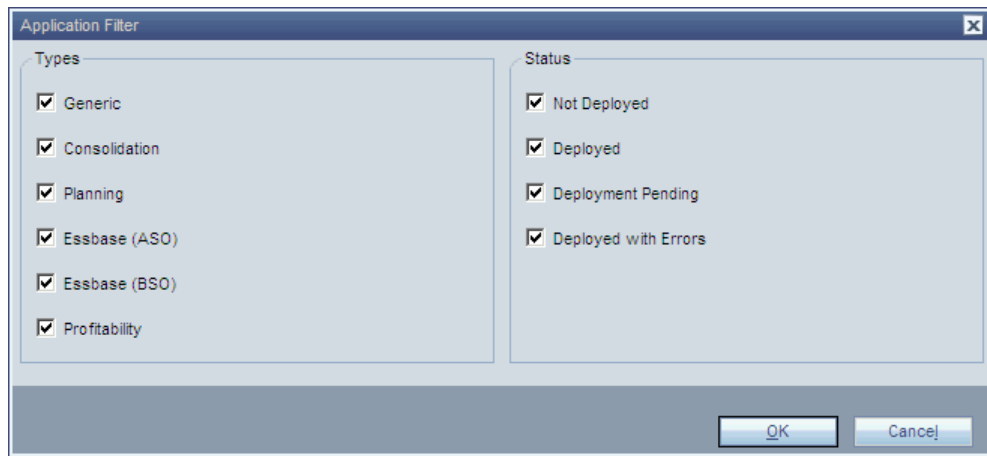 Application Filter
Types
Generic
Consolidation
Planning
Essbase (ASO)
Essbase (BSO)
Profitability
Status
Not Deployed
Deployed
Deployment Pending
Deployed with Errors
OK
Cancel